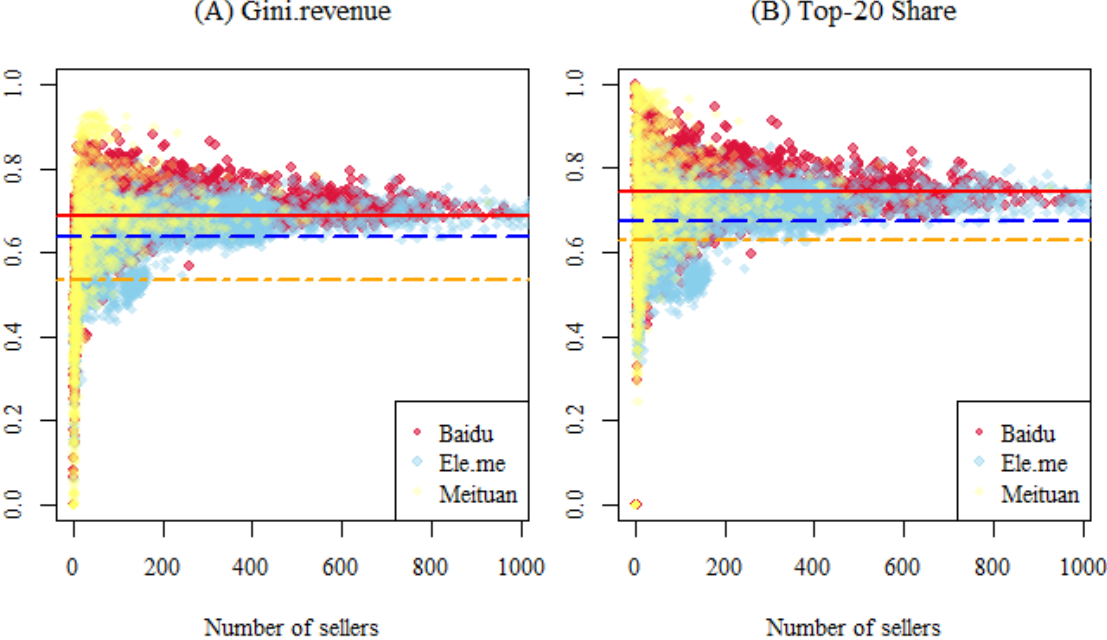 (A) Gini.revenue
1.0
0.8
0.6
0.4
0.2
0.0
Baidu
Ele.me
Meituan
0 200 400 600 800 1000
Number of sellers
(B) Top-20 Share
1.0
0.8
0.6
0.4
0.2
0.0
Baidu
Ele.me
Meituan
0 200 400 600 800 1000
Number of sellers